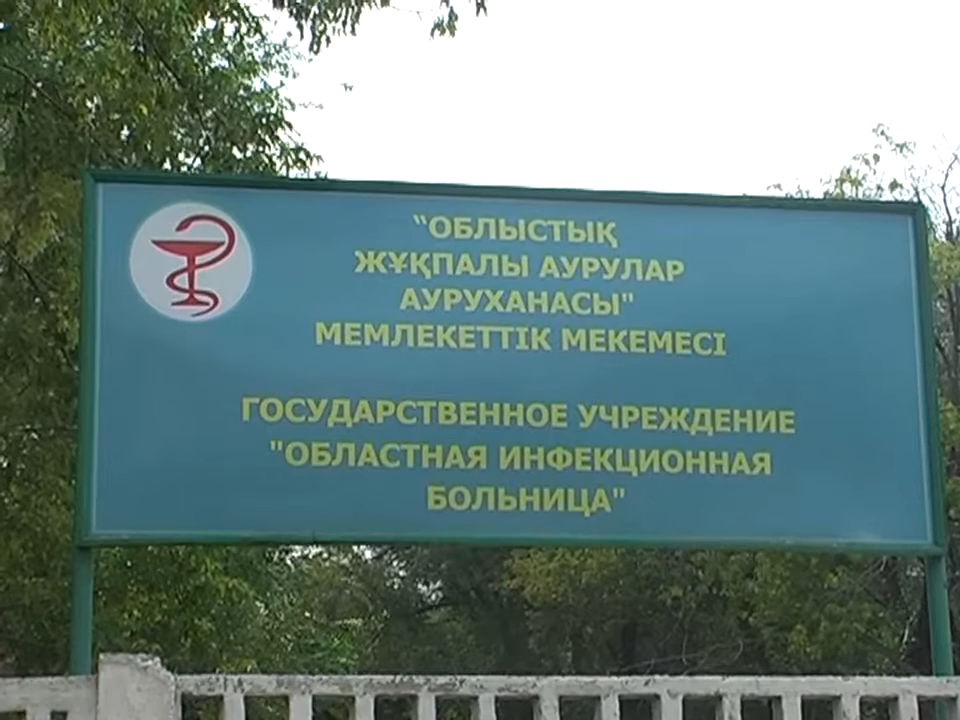 “ОБЛЫСТЫҚ
ЖҰҚПАЛЫ АУРУЛАР
АУРУХАНАСЫ"
МЕМЛЕКЕТТІК МЕКЕМЕСІ
ГОСУДАРСТВЕННОЕ УЧРЕЖДЕНИЕ
"ОБЛАСТНАЯ ИНФЕКЦИОННАЯ
БОЛЬНИЦА"